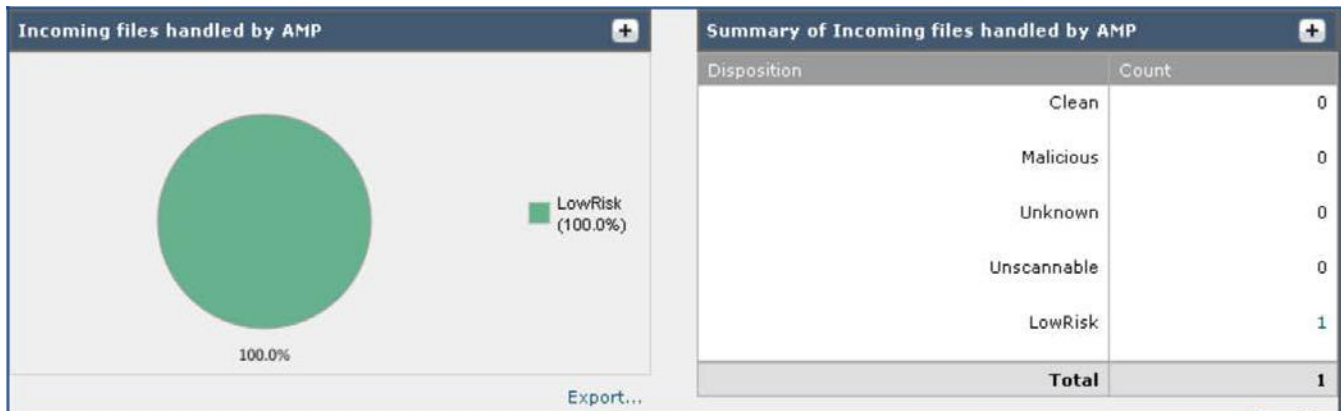 Incoming files handled by AMP
LowRisk
(100.0%)
100.0%
Export...
Summary of Incoming files handled by AMP
Disposition Count
Clean 0
Malicious 0
Unknown 0
Unscannable 0
LowRisk 1
Total 1